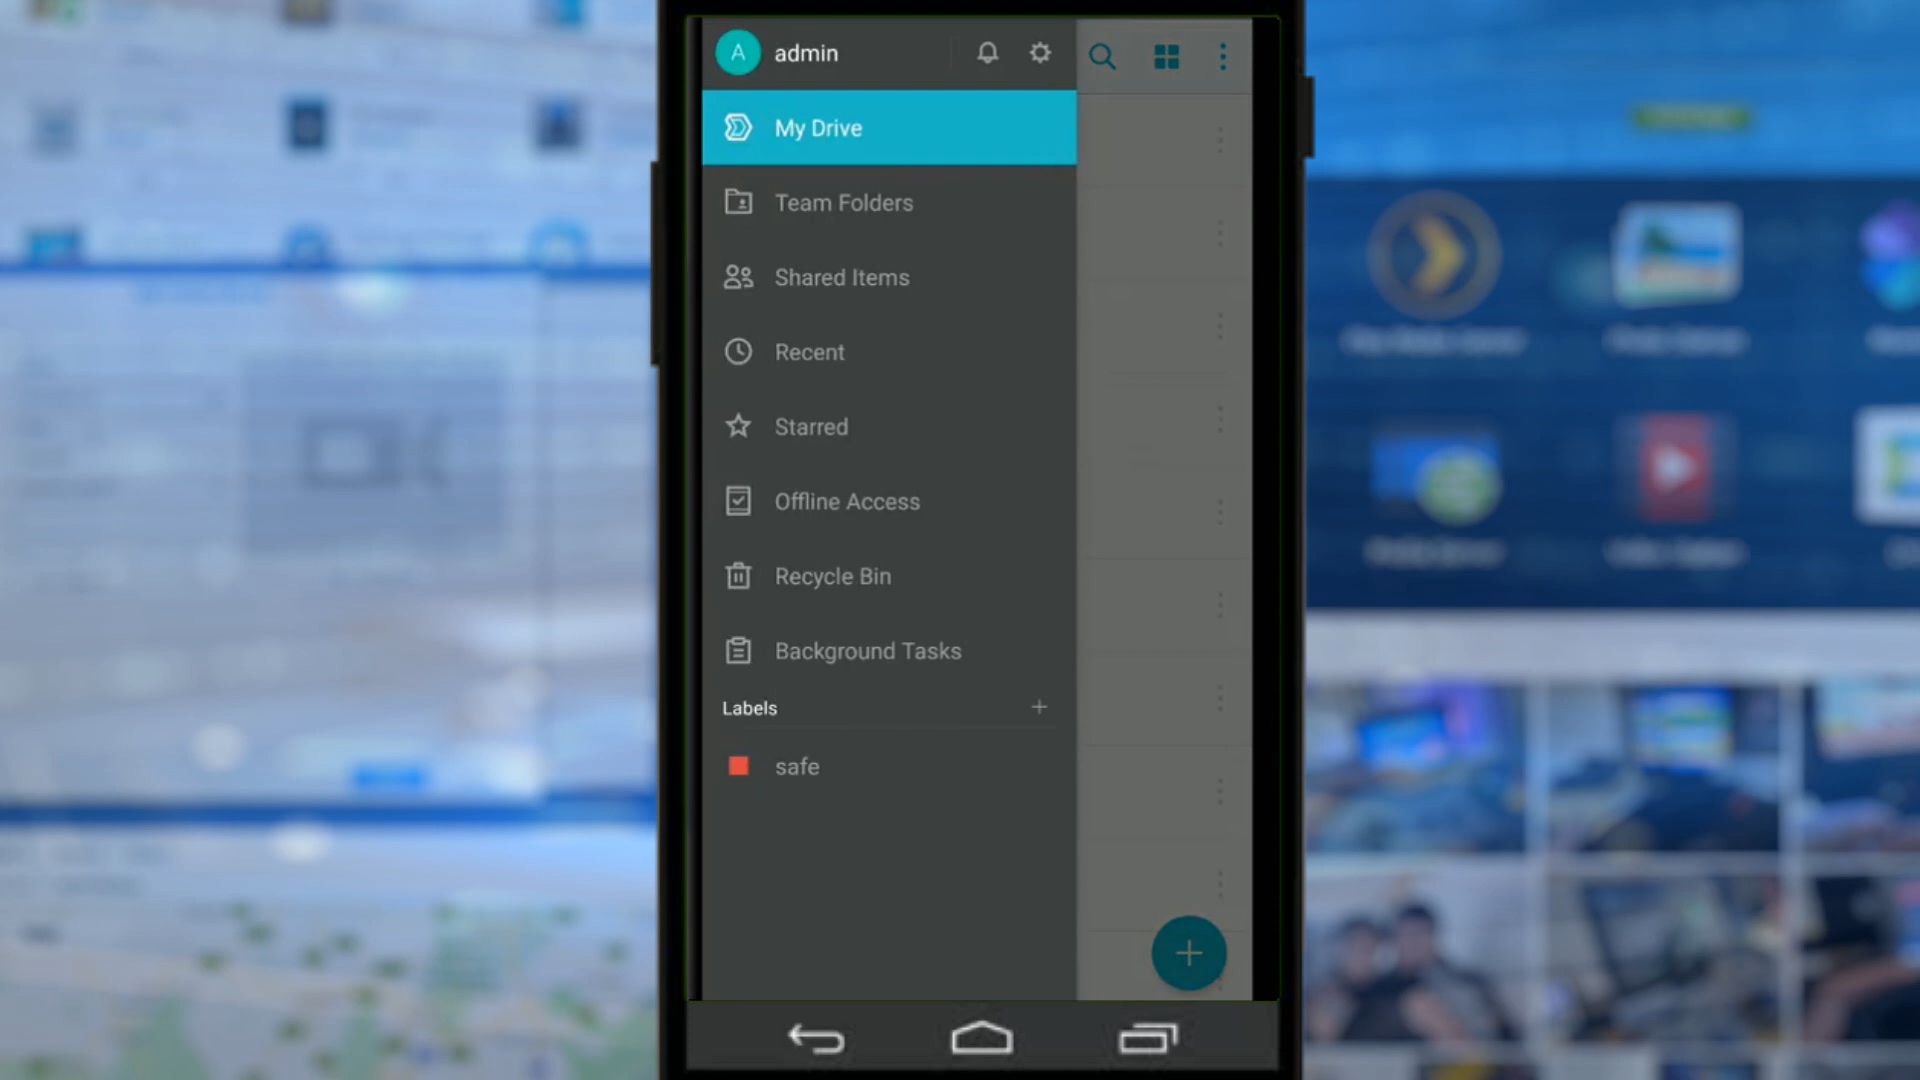 A admin
My Drive
Team Folders
Shared Items
Recent
Starred
Offline Access
Recycle Bin
Background Tasks
Labels
safe